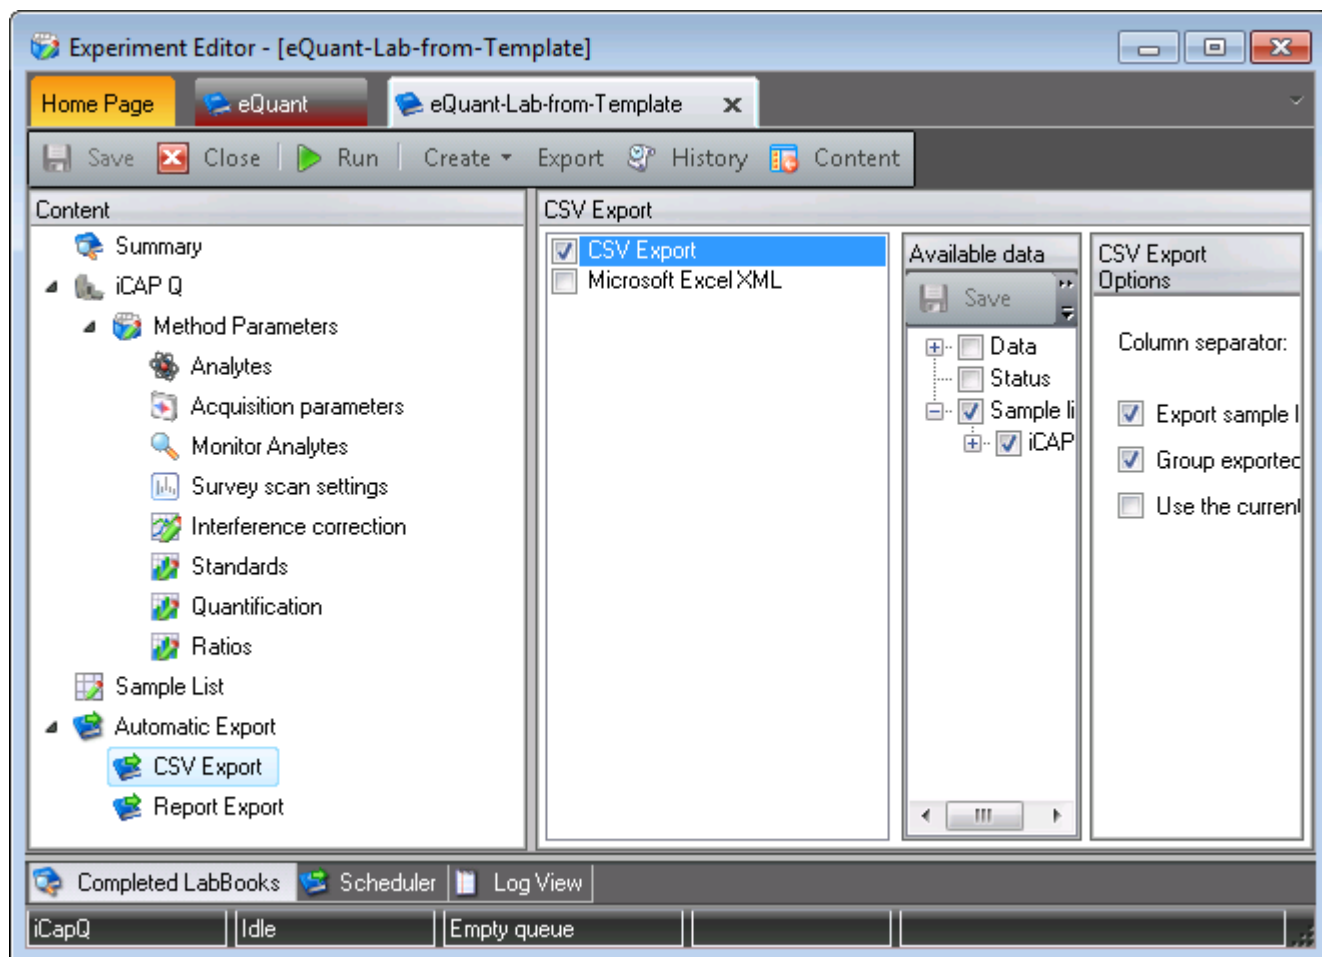 Experiment Editor - [eQuant-Lab-from-Template]
Home Page eQuant eQuant-Lab-from-Template
Save Close Run Create Export History Content
Content
Summary
iCAP Q
Method Parameters
Analytes
Acquisition parameters
Monitor Analytes
Survey scan settings
Interference correction
Standards
Quantification
Ratios
Sample List
Automatic Export
CSV Export
Report Export
CSV Export
CSV Export
Microsoft Excel XML
Available data
Save
Data
Status
Sample li
iCAP
CSV Export
Options
Column separator:
Export sample l
Group exported
Use the current
Completed LabBooks Scheduler Log View
iCapQ Idle Empty queue